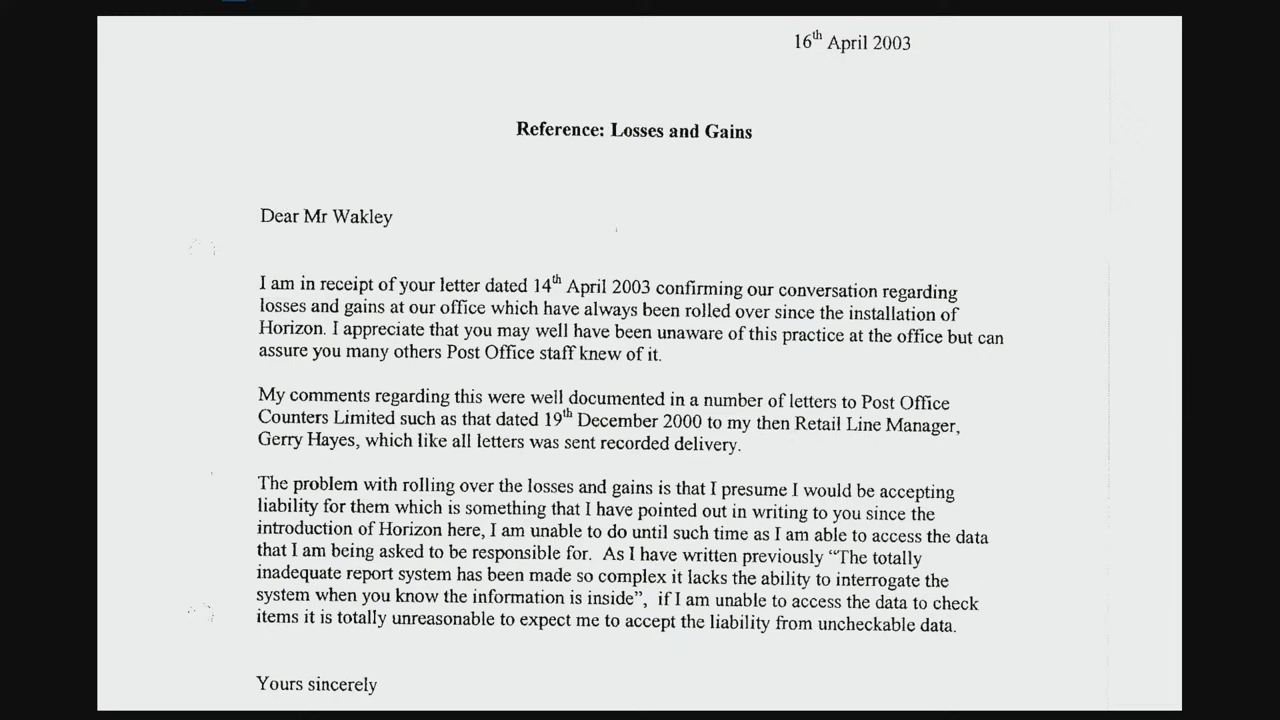 16th April 2003
Reference: Losses and Gains
Dear Mr Wakley
I am in receipt of your letter dated 14th April 2003 confirming our conversation regarding
losses and gains at our office which have always been rolled over since the installation of
Horizon. I appreciate that you may well have been unaware of this practice at the office but can
assure you many others Post Office staff knew of it.
My comments regarding this were well documented in a number of letters to Post Office
Counters Limited such as that dated 19th December 2000 to my then Retail Line Manager,
Gerry Hayes, which like all letters was sent recorded delivery.
The problem with rolling over the losses and gains is that I presume I would be accepting
liability for them which is something that I have pointed out in writing to you since the
introduction of Horizon here, I am unable to do until such time as I am able to access the data
that I am being asked to be responsible for.  As I have written previously “The totally
inadequate report system has been made so complex it lacks the ability to interrogate the
system when you know the information is inside”,  if I am unable to access the data to check
items it is totally unreasonable to expect me to accept the liability from uncheckable data.
Yours sincerely